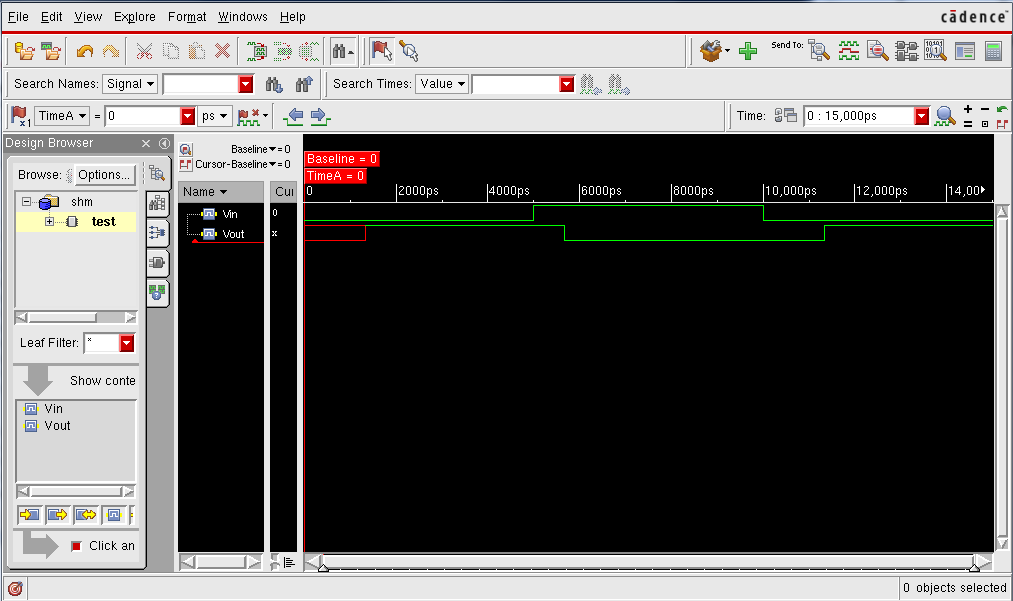 File Edit View Explore Format Windows Help
cādence
Send To:
Search Names: Signal
Search Times: Value
x1 TimeA = 0 ps
Time: 0 : 15,000ps
Design Browser
Browse: Options...
shm
test
Leaf Filter: *
Show conte
Vin
Vout
Click an
Baseline = 0
Cursor-Baseline = 0
Name Cur
Vin 0
Vout x
Baseline = 0
TimeA = 0
0 2000ps 4000ps 6000ps 8000ps 10,000ps 12,000ps 14,00
0 objects selected